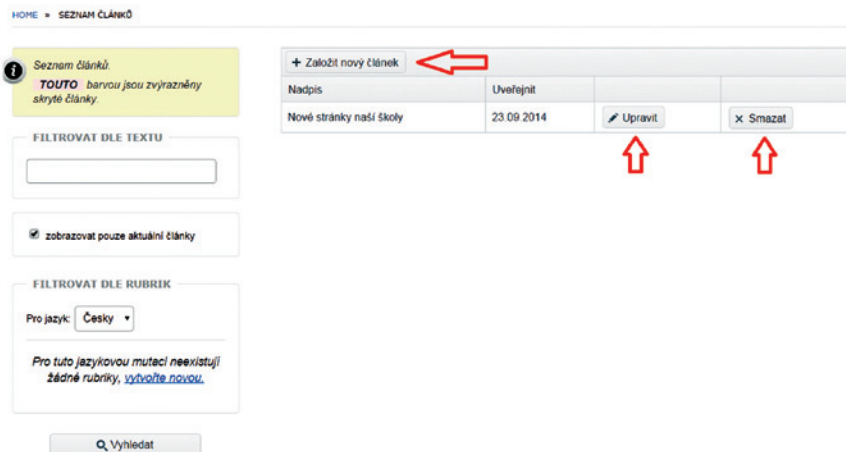 HOME » SEZNAM ČLÁNKŮ
Seznam článků.
TOUTO barvou jsou zvýrazněny
skryté články.
FILTROVAT DLE TEXTU
zobrazovat pouze aktuální články
FILTROVAT DLE RUBRIK
Pro jazyk: Česky
Pro tuto jazykovou mutaci neexistují
žádné rubriky, vytvořte novou.
Vyhledat
+ Založit nový článek
Nadpis Uveřejnit
Nové stránky naší školy 23.09.2014 Upravit x Smazat